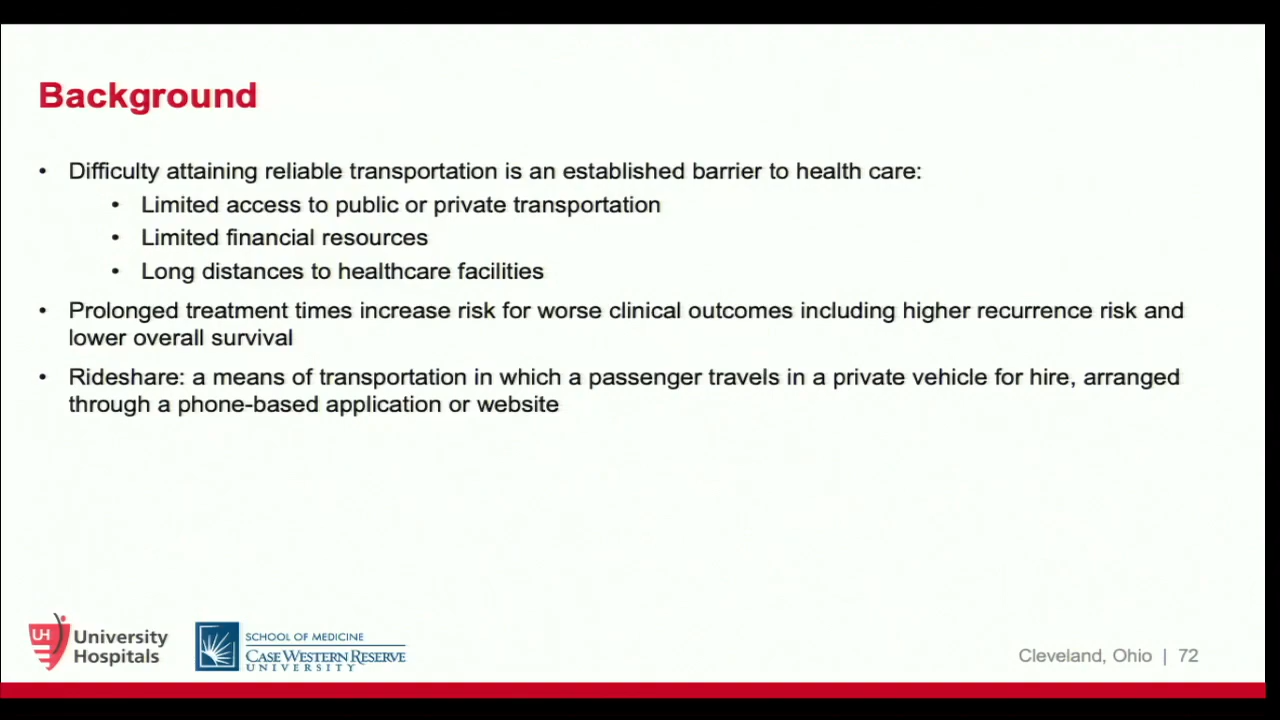 Background
• Difficulty attaining reliable transportation is an established barrier to health care:
• Limited access to public or private transportation
• Limited financial resources
• Long distances to healthcare facilities
• Prolonged treatment times increase risk for worse clinical outcomes including higher recurrence risk and
lower overall survival
• Rideshare: a means of transportation in which a passenger travels in a private vehicle for hire, arranged
through a phone-based application or website
UH University
Hospitals
SCHOOL OF MEDICINE
CASE WESTERN RESERVE
UNIVERSITY
Cleveland, Ohio | 72